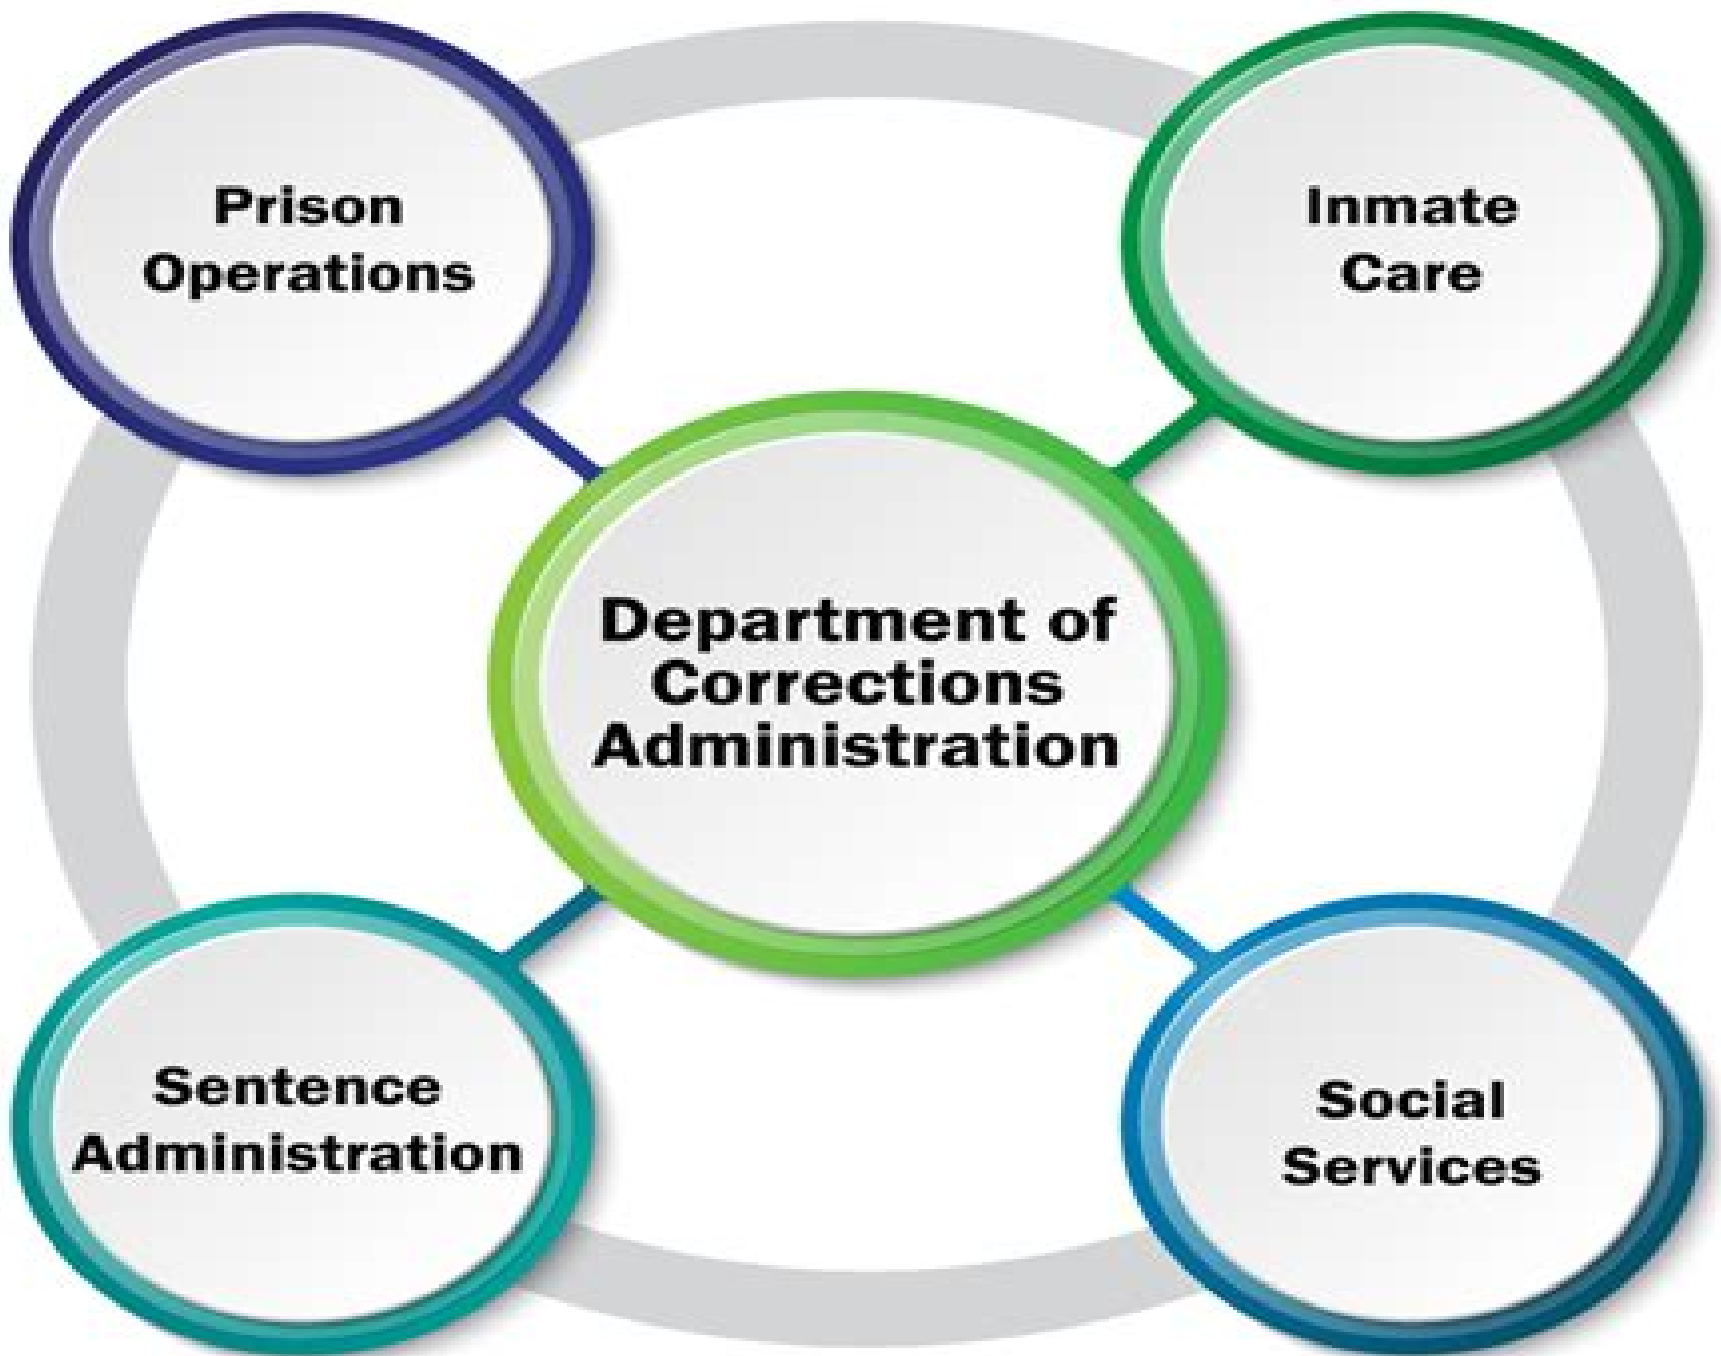 Prison
Operations
Inmate
Care
Department of
Corrections
Administration
Sentence
Administration
Social
Services